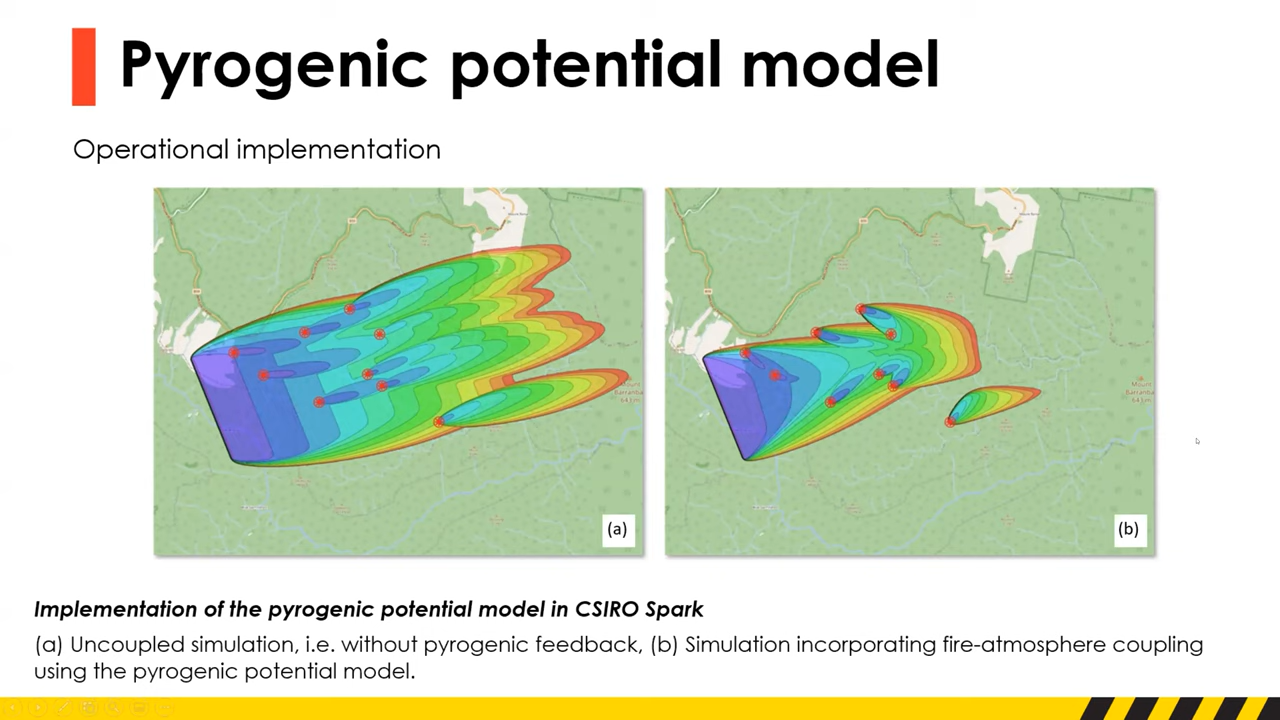 Pyrogenic potential model
Operational implementation
(a)
(b)
Implementation of the pyrogenic potential model in CSIRO Spark
(a) Uncoupled simulation, i.e. without pyrogenic feedback, (b) Simulation incorporating fire-atmosphere coupling
using the pyrogenic potential model.